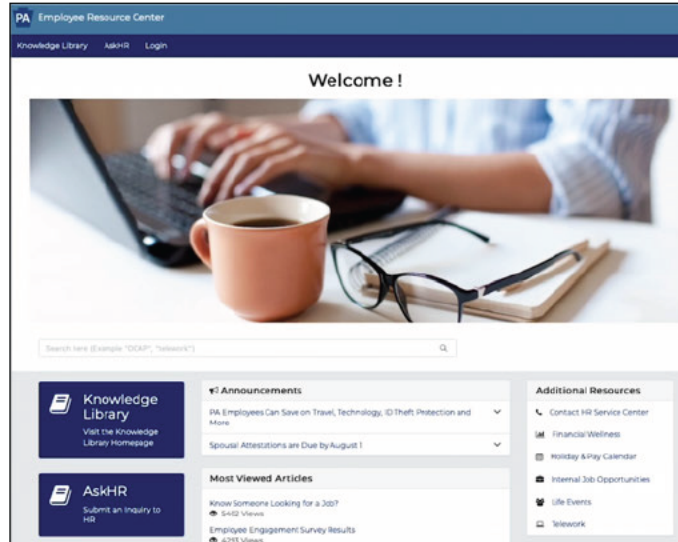 PA Employee Resource Center
Knowledge Library AskHR Login
Welcome !
Search here (Example "DCAP", "telework")
Knowledge
Library
Visit the Knowledge
Library Homepage
AskHR
Submit an Inquiry to
HR
Announcements
PA Employees Can Save on Travel, Technology, ID Theft Protection and
More
Spousal Attestations are Due by August 1
Most Viewed Articles
Know Someone Looking for a Job?
Views
Employee Engagement Survey Results
4293 Views
Additional Resources
Contact HR Service Center
Financial Wellness
Holiday & Pay Calendar
Internal Job Opportunities
Life Events
Telework